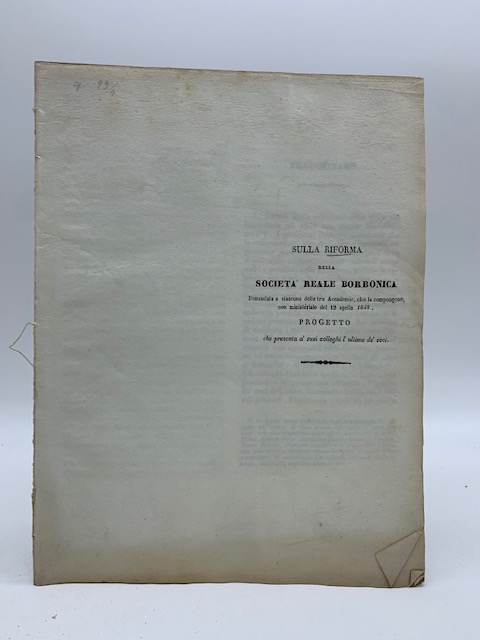 SULLA RIFORMA
DELLA
SOCIETA' REALE BORBONICA
Dimandata a ciascuna delle tre Accademie, che la compongono,
con ministeriale del 12 aprile 1848,
PROGETTO
che presenta a' suoi colleghi l' ultimo de' soci.